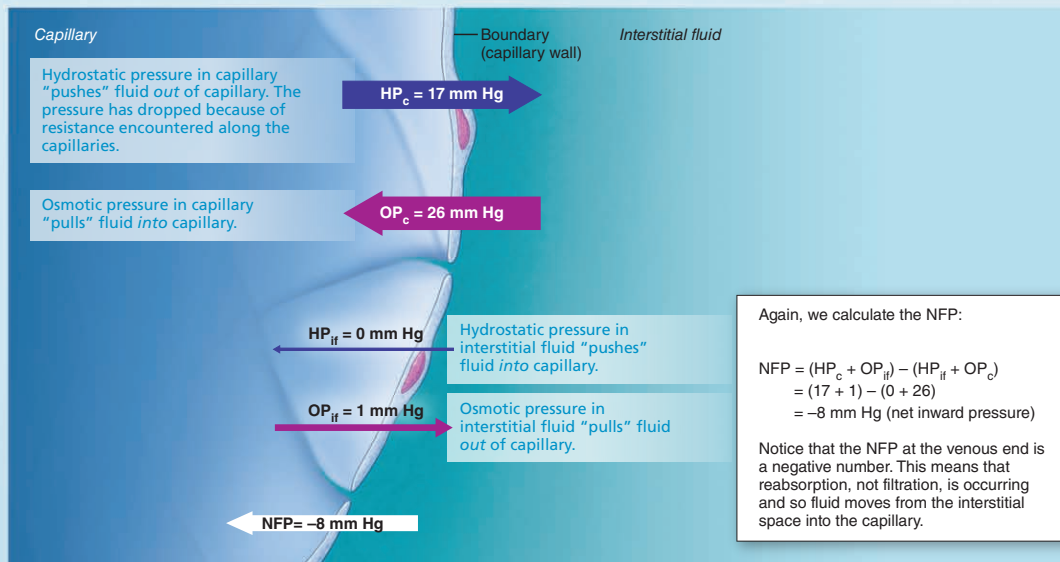 Capillary
Boundary
(capillary wall)
Interstitial fluid
Hydrostatic pressure in capillary
“pushes” fluid out of capillary. The
pressure has dropped because of
resistance encountered along the
capillaries.
HPc = 17 mm Hg
Osmotic pressure in capillary
“pulls” fluid into capillary.
OPc = 26 mm Hg
HPif = 0 mm Hg
Hydrostatic pressure in
interstitial fluid “pushes”
fluid into capillary.
OPif = 1 mm Hg
Osmotic pressure in
interstitial fluid “pulls” fluid
out of capillary.
NFP= –8 mm Hg
Again, we calculate the NFP:
NFP = (HPc + OPif) – (HPif + OPc)
= (17 + 1) – (0 + 26)
= –8 mm Hg (net inward pressure)
Notice that the NFP at the venous end is
a negative number. This means that
reabsorption, not filtration, is occurring
and so fluid moves from the interstitial
space into the capillary.